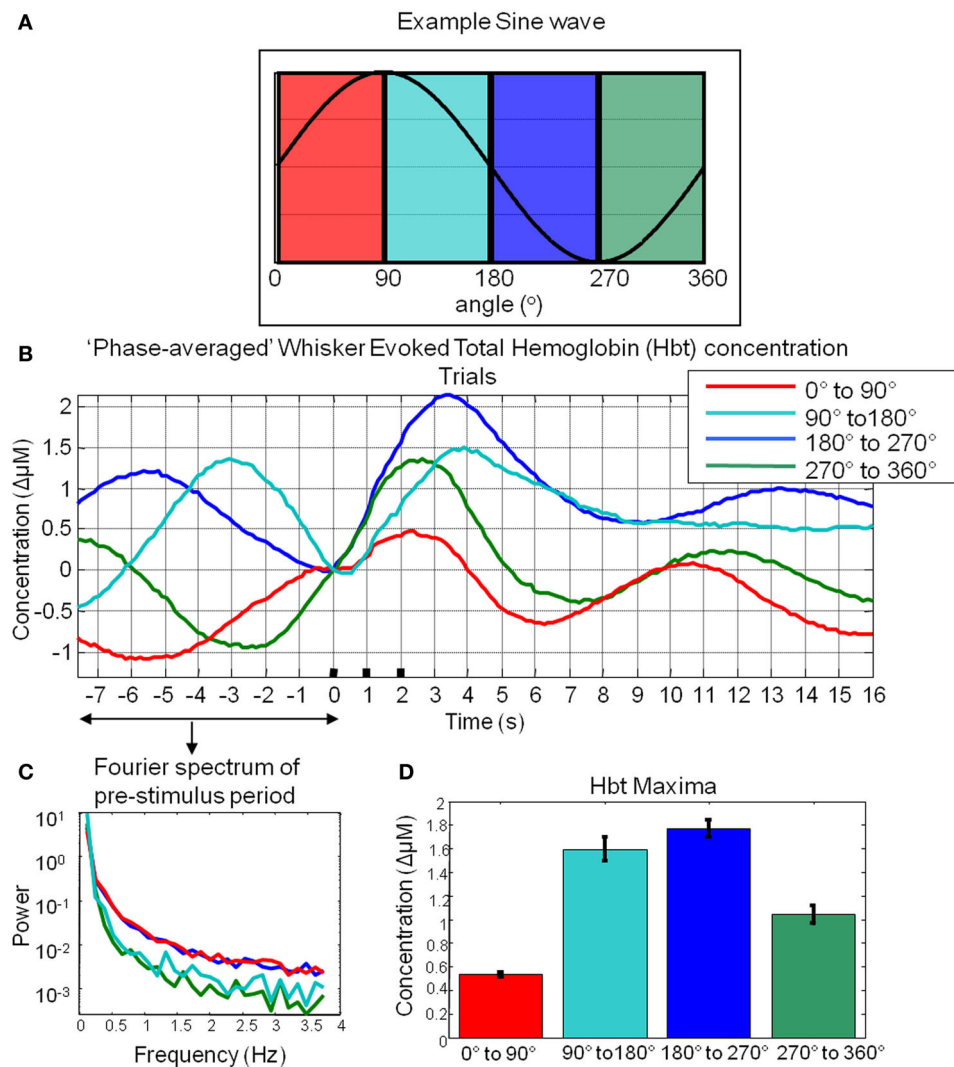 A
Example Sine wave
0 90 180 270 360
angle (°)
B
'Phase-averaged' Whisker Evoked Total Hemoglobin (Hbt) concentration
Trials
0° to 90°
90° to180°
180° to 270°
270° to 360°
Concentration (ΔµM)
2
1.5
1
0.5
0
-0.5
-1
-7 -6 -5 -4 -3 -2 -1 0 1 2 3 4 5 6 7 8 9 10 11 12 13 14 15 16
Time (s)
C
Fourier spectrum of
pre-stimulus period
Power
10^1
10^0
10^-1
10^-2
10^-3
0 0.5 1 1.5 2 2.5 3 3.5 4
Frequency (Hz)
D
Hbt Maxima
Concentration (ΔµM)
2
1.8
1.6
1.4
1.2
1
0.8
0.6
0.4
0.2
0
0° to 90° 90° to180° 180° to 270° 270° to 360°